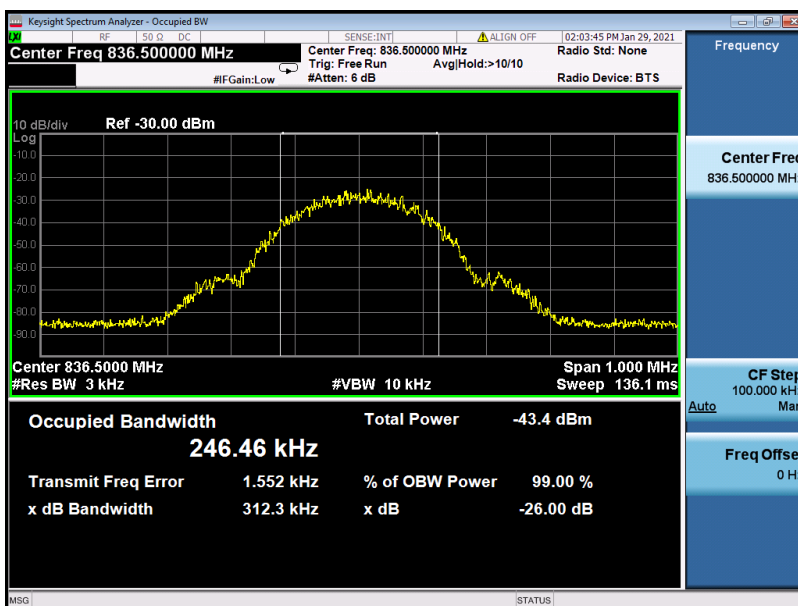 Keysight Spectrum Analyzer - Occupied BW
LXI RF 50 Ω DC SENSE:INT ALIGN OFF 02:03:45 PM Jan 29, 2021
Center Freq 836.500000 MHz
Center Freq: 836.500000 MHz
Radio Std: None
Trig: Free Run Avg|Hold:>10/10
#IFGain:Low #Atten: 6 dB Radio Device: BTS
10 dB/div Ref -30.00 dBm
Log
-10.0
-20.0
-30.0
-40.0
-50.0
-60.0
-70.0
-80.0
-90.0
Center 836.5000 MHz Span 1.000 MHz
#Res BW 3 kHz #VBW 10 kHz Sweep 136.1 ms
Occupied Bandwidth Total Power -43.4 dBm
246.46 kHz
Transmit Freq Error 1.552 kHz % of OBW Power 99.00 %
x dB Bandwidth 312.3 kHz x dB -26.00 dB
MSG STATUS
Frequency
Center Freq
836.500000 MH
CF Step
100.000 kH
Auto Man
Freq Offse
0 H